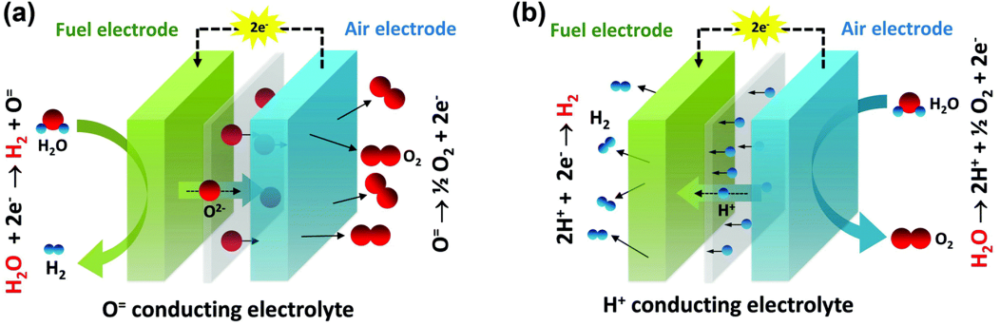 (a)
2e-
Fuel electrode
Air electrode
H₂O + 2e- → H₂ + O⁼
H₂O
H₂
O²⁻
O₂
O⁼ → ½ O₂ + 2e-
O⁼ conducting electrolyte
(b)
2e-
Fuel electrode
Air electrode
2H⁺ + 2e- → H₂
H₂
H⁺
H₂O
O₂
H₂O → 2H⁺ + ½ O₂ + 2e-
H⁺ conducting electrolyte